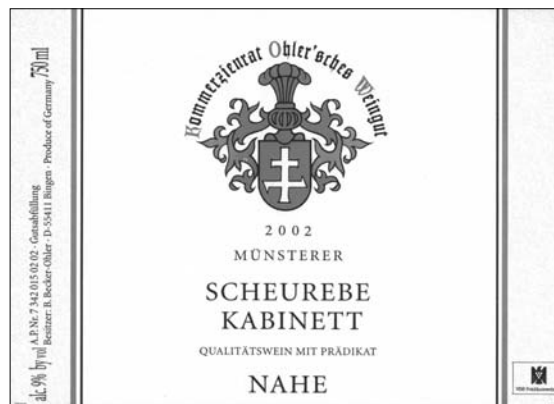 Kommerzienrat Ohler'sches Weingut
2002
MÜNSTERER
SCHEUREBE
KABINETT
QUALITÄTSWEIN MIT PRÄDIKAT
NAHE
A.P.Nr. 7 342 015 02 02 · Gutsabfüllung
Besitzer: B. Becker-Ohler · D-55411 Bingen · Produce of Germany
alc. 9% by vol
750 ml